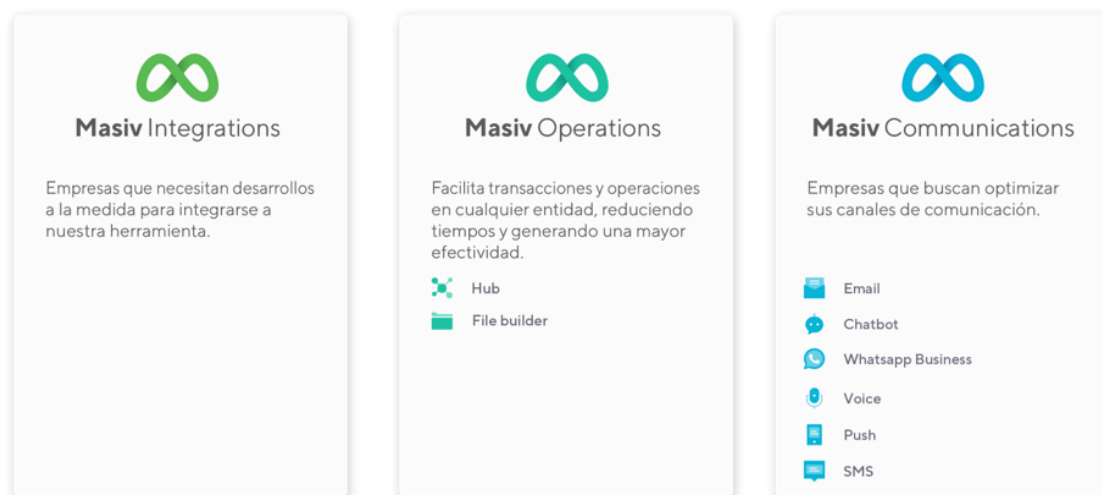 Masiv Integrations
Empresas que necesitan desarrollos
a la medida para integrarse a
nuestra herramienta.
Masiv Operations
Facilita transacciones y operaciones
en cualquier entidad, reduciendo
tiempos y generando una mayor
efectividad.
Hub
File builder
Masiv Communications
Empresas que buscan optimizar
sus canales de comunicación.
Email
Chatbot
Whatsapp Business
Voice
Push
SMS